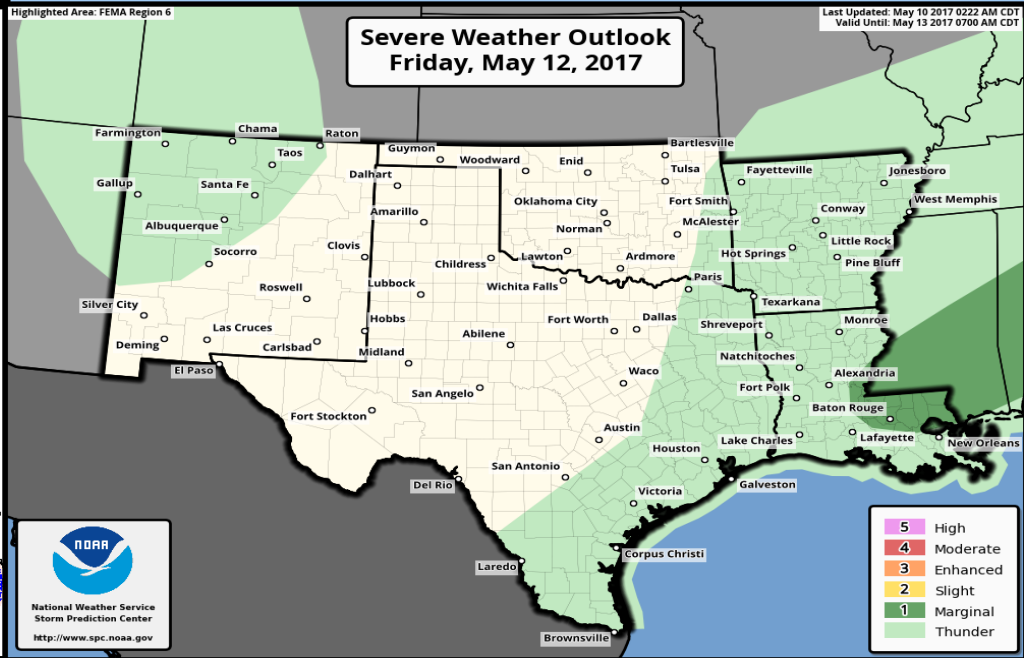 Highlighted Area: FEMA Region 6
Last Updated: May 10 2017 0222 AM CDT
Valid Until: May 13 2017 0700 AM CDT
Severe Weather Outlook
Friday, May 12, 2017
Farmington
Chama
Raton
Taos
Gallup
Santa Fe
Albuquerque
Socorro
Clovis
Roswell
Silver City
Las Cruces
Deming
Carlsbad
Hobbs
El Paso
Guymon
Woodward
Enid
Bartlesville
Tulsa
Dalhart
Amarillo
Oklahoma City
Norman
Fort Smith
McAlester
Childress
Lawton
Ardmore
Lubbock
Wichita Falls
Paris
Fayetteville
Jonesboro
West Memphis
Conway
Little Rock
Hot Springs
Pine Bluff
Texarkana
Midland
Abilene
Fort Worth
Dallas
Shreveport
Monroe
Natchitoches
Alexandria
Fort Polk
Baton Rouge
San Angelo
Waco
Fort Stockton
Austin
Houston
Lake Charles
Lafayette
New Orleans
Del Rio
San Antonio
Victoria
Galveston
Laredo
Corpus Christi
Brownsville
NOAA
National Weather Service
Storm Prediction Center
http://www.spc.noaa.gov
5 High
4 Moderate
3 Enhanced
2 Slight
1 Marginal
Thunder